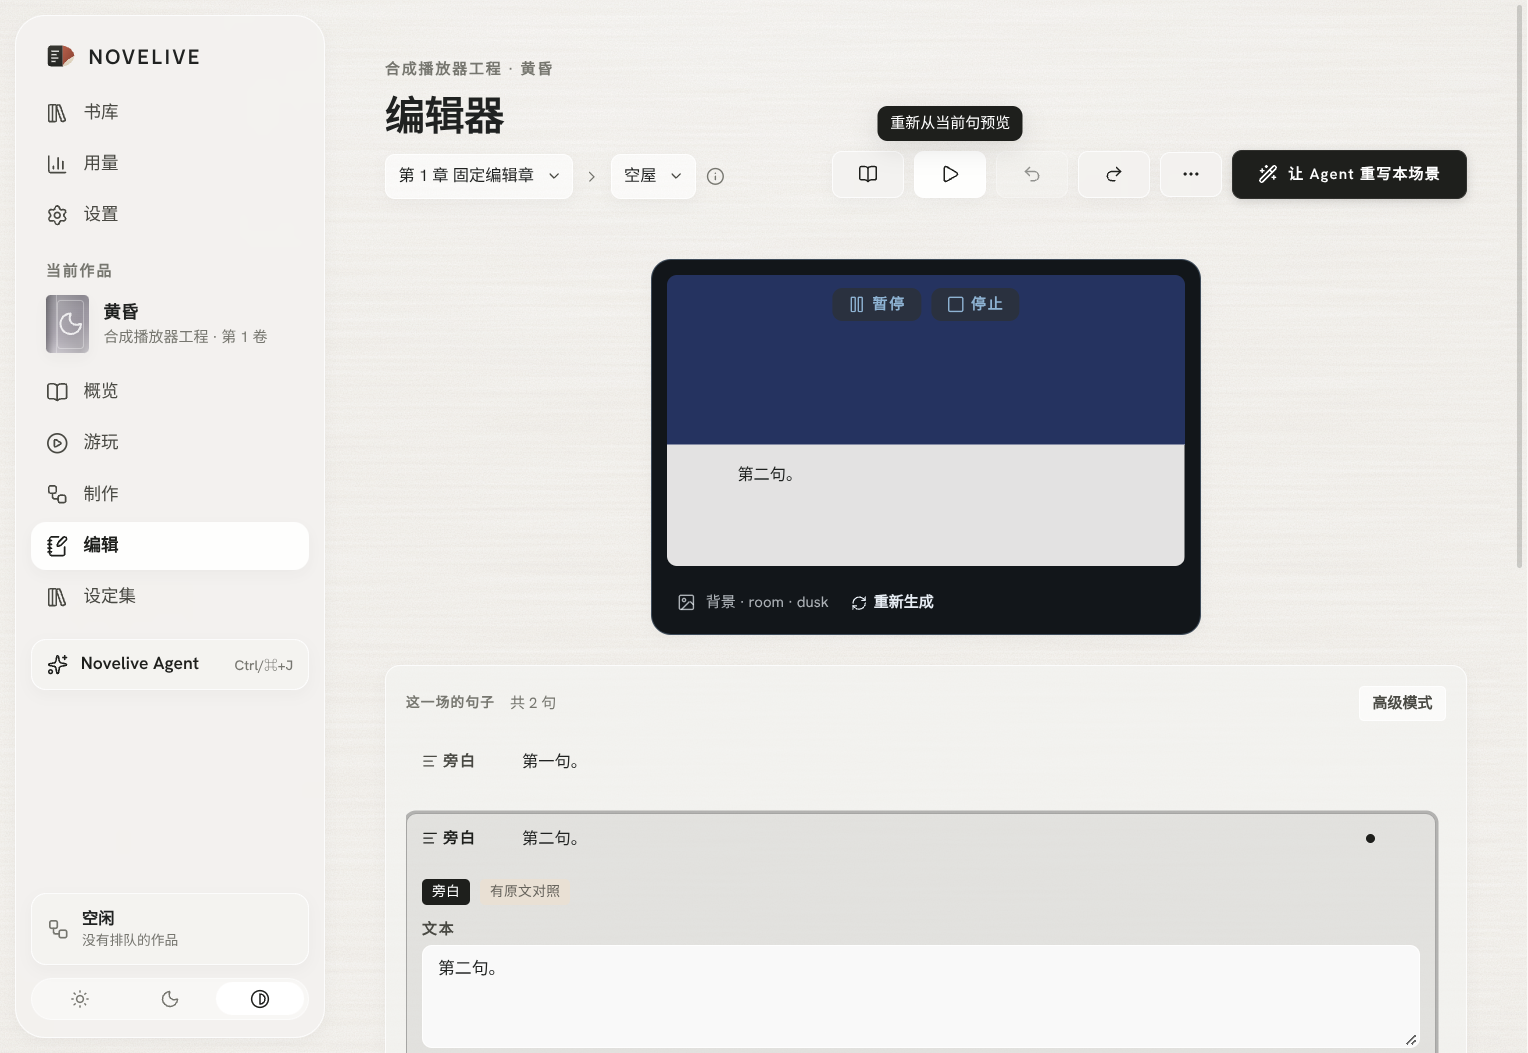 NOVELIVE
书库
用量
设置
当前作品
黄昏
合成播放器工程 · 第 1 卷
概览
游玩
制作
编辑
设定集
Novelive Agent
Ctrl/⌘+J
空闲
没有排队的作品
合成播放器工程 · 黄昏
编辑器
重新从当前句预览
第 1 章 固定编辑章
空屋
让 Agent 重写本场景
暂停
停止
第二句。
背景 · room · dusk
重新生成
这一场的句子
共 2 句
高级模式
旁白
第一句。
旁白
第二句。
旁白
有原文对照
文本
第二句。